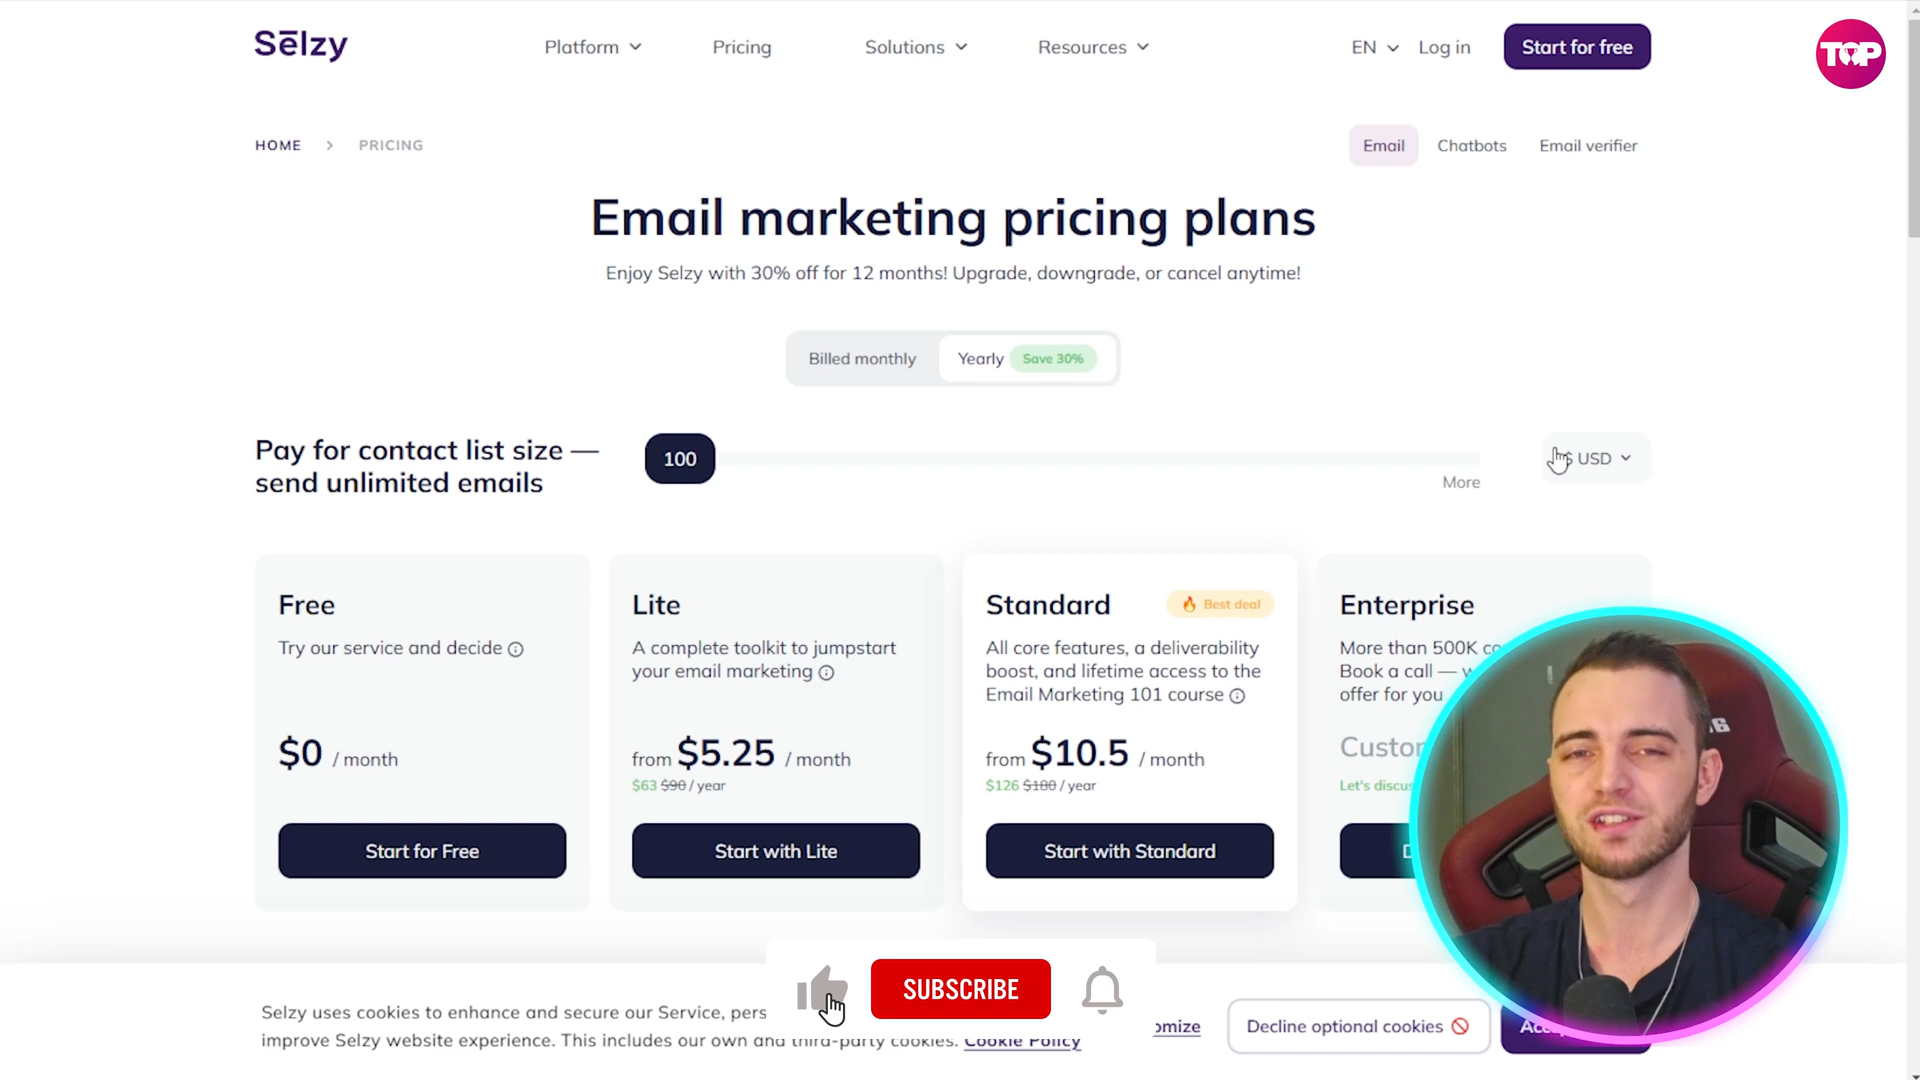 Sēlzy
Platform
Pricing
Solutions
Resources
EN
Log in
Start for free
TOP
HOME > PRICING
Email
Chatbots
Email verifier
Email marketing pricing plans
Enjoy Selzy with 30% off for 12 months! Upgrade, downgrade, or cancel anytime!
Billed monthly
Yearly
Save 30%
Pay for contact list size —
send unlimited emails
100
More
$ USD
Free
Try our service and decide
$0 / month
Start for Free
Lite
A complete toolkit to jumpstart
your email marketing
from $5.25 / month
$63 $90 / year
Start with Lite
Standard
Best deal
All core features, a deliverability
boost, and lifetime access to the
Email Marketing 101 course
from $10.5 / month
$126 $180 / year
Start with Standard
Enterprise
More than 500K
Book a call —
offer for you
Let's
SUBSCRIBE
Selzy uses cookies to enhance and secure our Service,
improve Selzy website experience. This includes our own and third-party cookies. Cookie Policy
Decline optional cookies